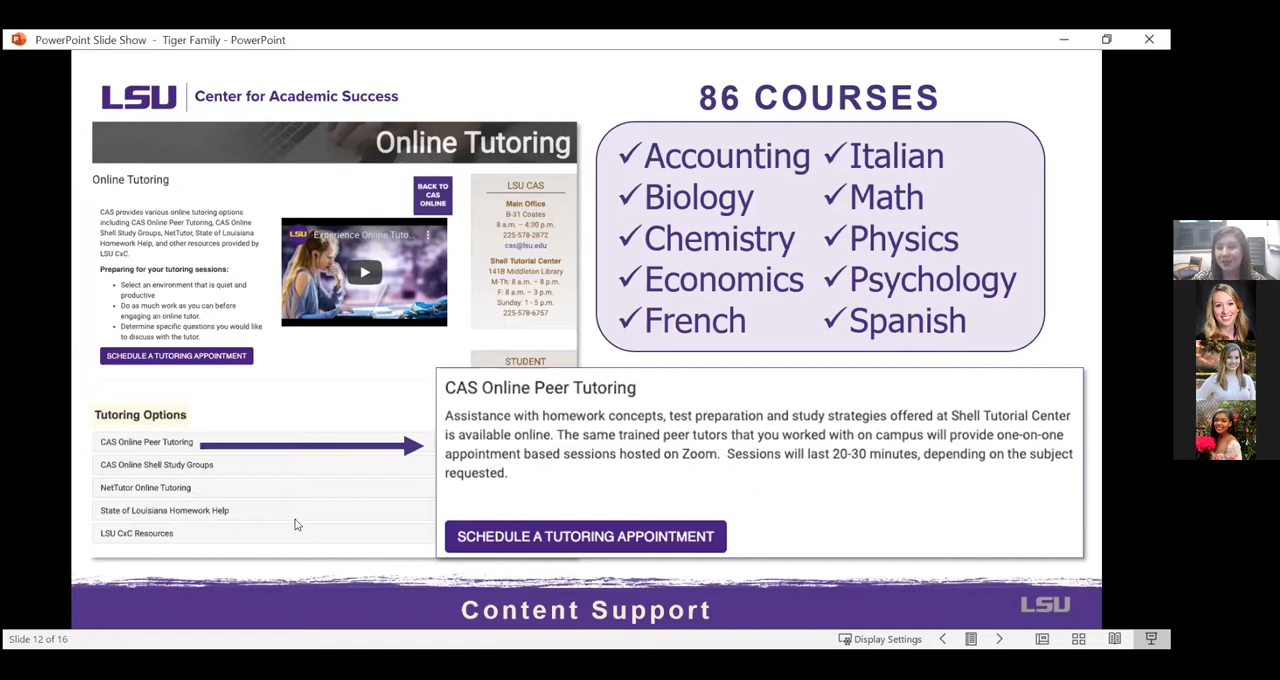 PowerPoint Slide Show - Tiger Family - PowerPoint
LSU Center for Academic Success
Online Tutoring
Online Tutoring
BACK TO
CAS
ONLINE
CAS provides various online tutoring options
including CAS Online Peer Tutoring, CAS Online
Shell Study Groups, NetTutor, State of Louisiana
Homework Help, and other resources provided by
LSU CxC.
Preparing for your tutoring sessions:
• Select an environment that is quiet and
productive
• Do as much work as you can before
engaging an online tutor.
• Determine specific questions you would like
to discuss with the tutor.
SCHEDULE A TUTORING APPOINTMENT
LSU Experience Online Tuto...
LSU CAS
Main Office
B-31 Coates
8 a.m. – 4:30 p.m.
225-578-2872
cas@lsu.edu
Shell Tutorial Center
141B Middleton Library
M-Th: 8 a.m. – 8 p.m.
F: 8 a.m. – 3 p.m.
Sunday: 1 - 5 p.m.
225-578-6757
STUDENT
86 COURSES
✓Accounting ✓Italian
✓Biology ✓Math
✓Chemistry ✓Physics
✓Economics ✓Psychology
✓French ✓Spanish
Tutoring Options
CAS Online Peer Tutoring
CAS Online Shell Study Groups
NetTutor Online Tutoring
State of Louisiana Homework Help
LSU CxC Resources
CAS Online Peer Tutoring
Assistance with homework concepts, test preparation and study strategies offered at Shell Tutorial Center
is available online. The same trained peer tutors that you worked with on campus will provide one-on-one
appointment based sessions hosted on Zoom. Sessions will last 20-30 minutes, depending on the subject
requested.
SCHEDULE A TUTORING APPOINTMENT
Content Support
LSU
Slide 12 of 16
Display Settings